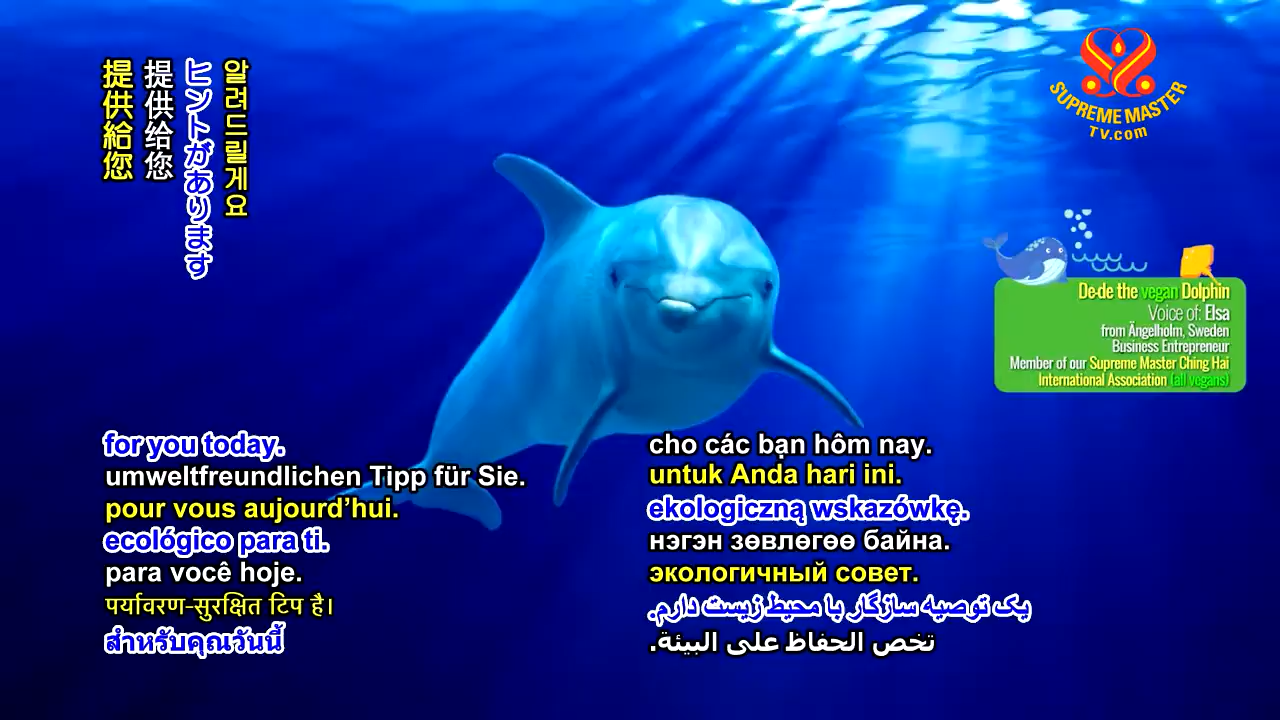 提供給您
提供给您
ヒントがあります
알려드릴게요
SUPREME MASTER
TV.com
De-de the vegan Dolphin
Voice of: Elsa
from Ängelholm, Sweden
Business Entrepreneur
Member of our Supreme Master Ching Hai
International Association (all vegans)
for you today.
umweltfreundlichen Tipp für Sie.
pour vous aujourd’hui.
ecológico para ti.
para você hoje.
पर्यावरण-सुरक्षित टिप है।
สำหรับคุณวันนี้
cho các bạn hôm nay.
untuk Anda hari ini.
ekologiczną wskazówkę.
нэгэн зөвлөгөө байна.
экологичный совет.
یک توصیه سازگار با محیط زیست دارم.
تخص الحفاظ على البيئة.